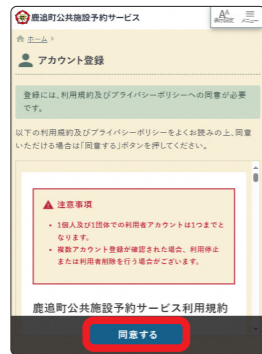 鹿追町公共施設予約サービス
ホーム
アカウント登録
登録には、利用規約及びプライバシーポリシーへの同意が必要
です。
以下の利用規約及びプライバシーポリシーをよくお読みの上、同意
いただける場合は「同意する」ボタンを押してください。
注意事項
• 1個人及び1団体での利用者アカウントは1つまでと
なります。
• 複数アカウント登録が確認された場合、利用停止
または利用者削除を行う場合がございます。
鹿追町公共施設予約サービス利用規約
同意する